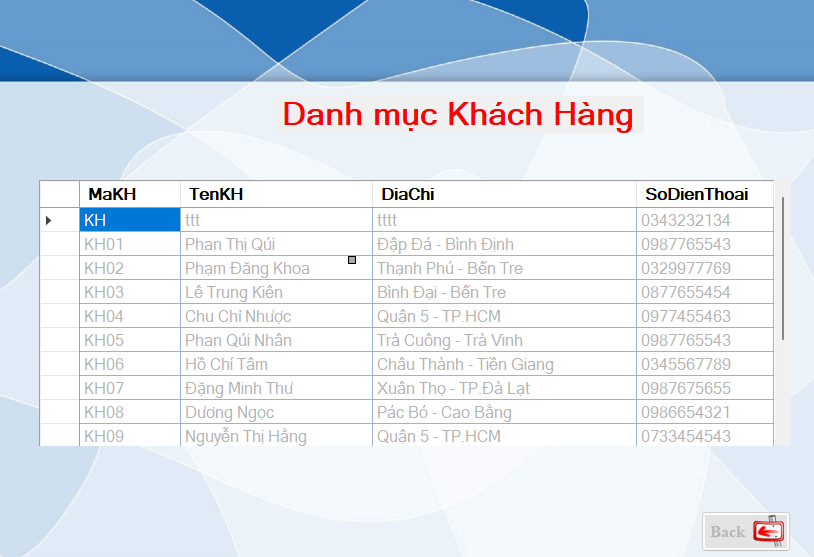 Danh mục Khách Hàng
MaKH TenKH DiaChi SoDienThoai
KH ttt tttt 0343232134
KH01 Phan Thị Qúi Đập Đá - Bình Định 0987765543
KH02 Phạm Đăng Khoa Thạnh Phú - Bến Tre 0329977769
KH03 Lê Trung Kiên Bình Đại - Bến Tre 0877655454
KH04 Chu Chỉ Nhược Quận 5 - TP.HCM 0977455463
KH05 Phan Qúi Nhân Trà Cuông - Trà Vinh 0987765543
KH06 Hồ Chí Tâm Châu Thành - Tiền Giang 0345567789
KH07 Đặng Minh Thư Xuân Thọ - TP.Đà Lạt 0987675655
KH08 Dương Ngọc Pác Bó - Cao Bằng 0986654321
KH09 Nguyễn Thị Hằng Quận 5 - TP.HCM 0733454543
Back